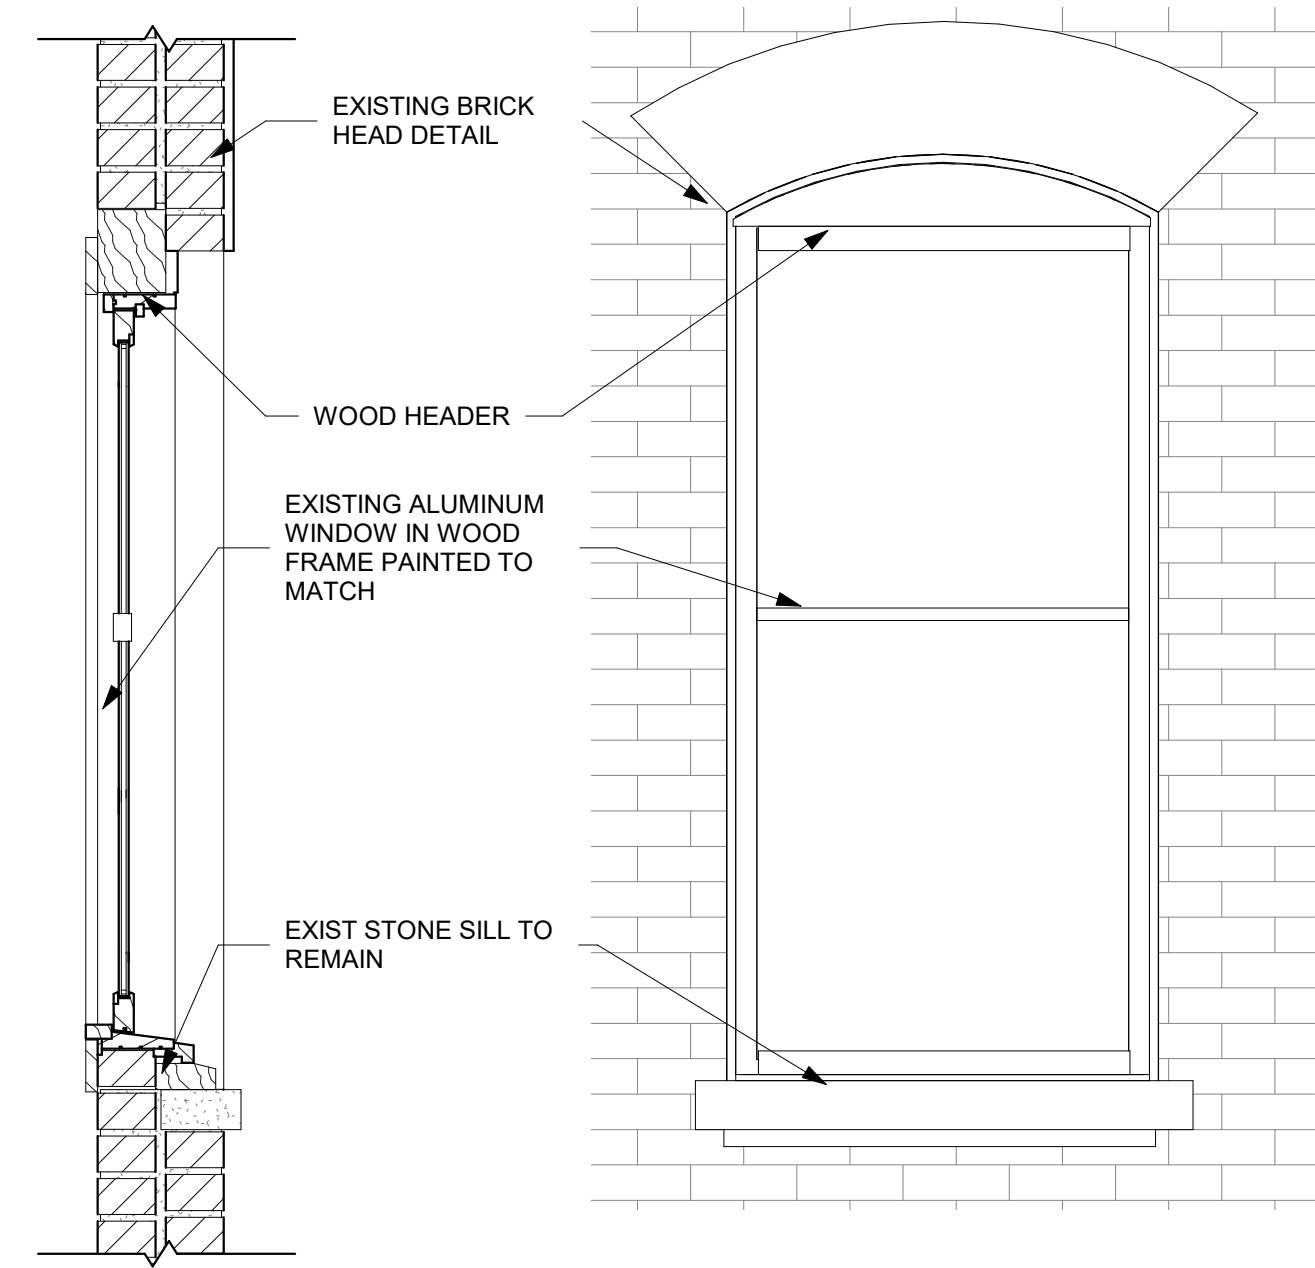 EXISTING BRICK
HEAD DETAIL
WOOD HEADER
EXISTING ALUMINUM
WINDOW IN WOOD
FRAME PAINTED TO
MATCH
EXIST STONE SILL TO
REMAIN